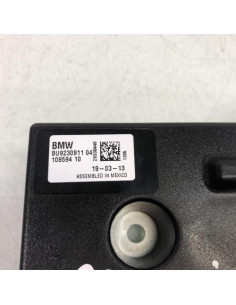 BMW
BU9230911 04
108594 10
19-03-13
ASSEMBLED IN MEXICO